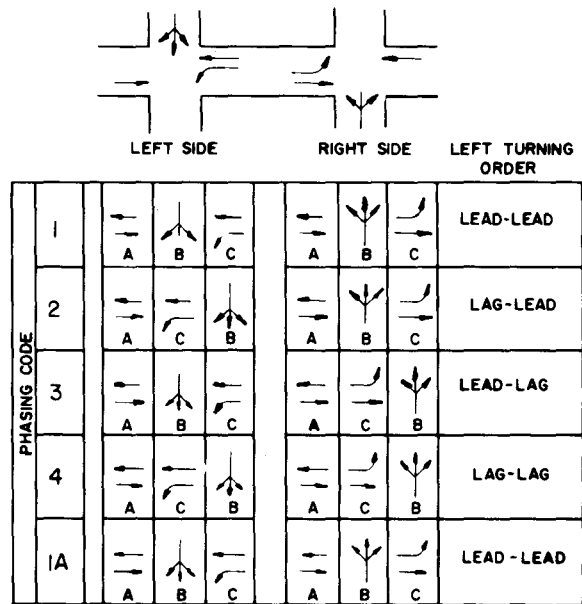 LEFT SIDE RIGHT SIDE LEFT TURNING
ORDER
PHASING CODE
1 A B C A B C LEAD-LEAD
2 A C B A B C LAG-LEAD
3 A B C A C B LEAD-LAG
4 A C B A C B LAG-LAG
1A A B C A B C LEAD-LEAD